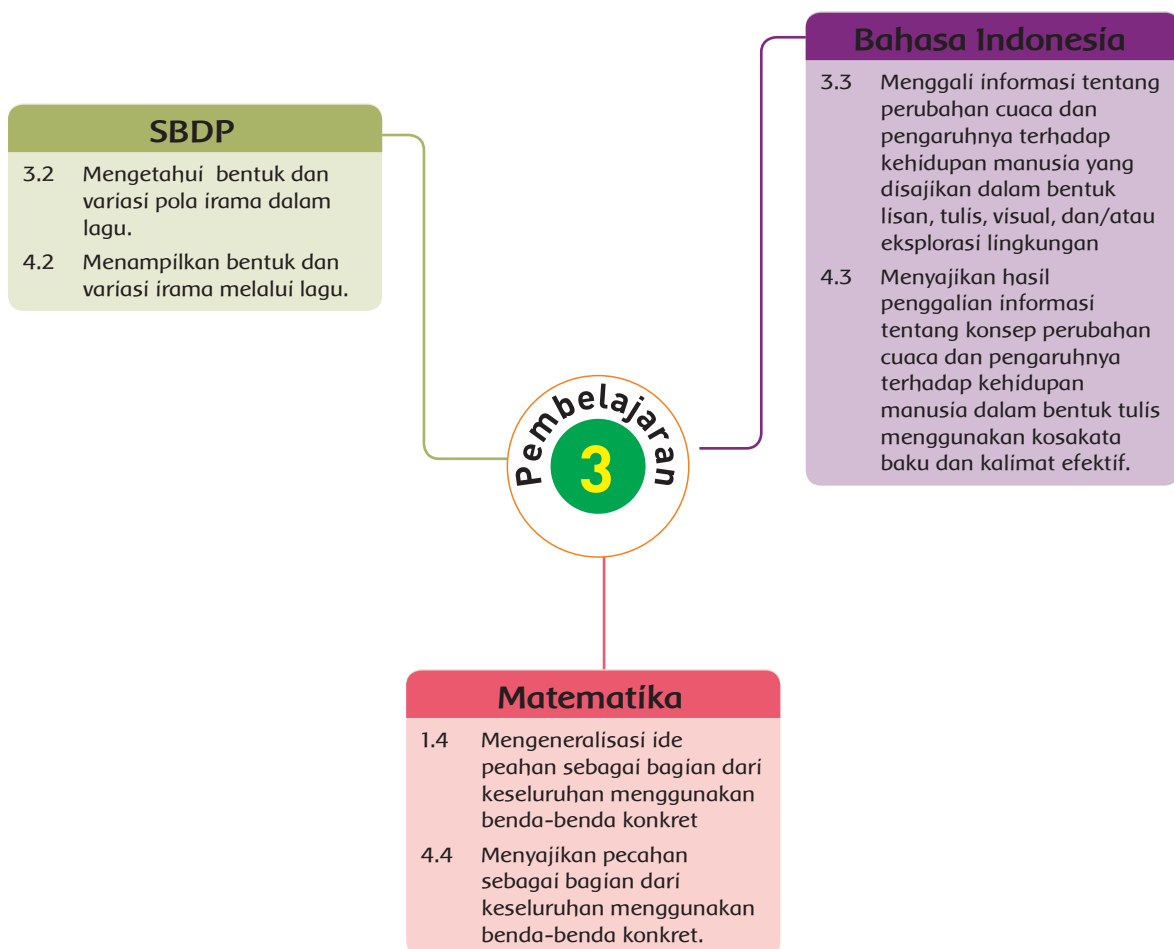 SBDP
3.2 Mengetahui bentuk dan
variasi pola irama dalam
lagu.
4.2 Menampilkan bentuk dan
variasi irama melalui lagu.
Bahasa Indonesia
3.3 Menggali informasi tentang
perubahan cuaca dan
pengaruhnya terhadap
kehidupan manusia yang
disajikan dalam bentuk
lisan, tulis, visual, dan/atau
eksplorasi lingkungan
4.3 Menyajikan hasil
penggalian informasi
tentang konsep perubahan
cuaca dan pengaruhnya
terhadap kehidupan
manusia dalam bentuk tulis
menggunakan kosakata
baku dan kalimat efektif.
Pembelajaran
3
Matematika
1.4 Mengeneralisasi ide
peahan sebagai bagian dari
keseluruhan menggunakan
benda-benda konkret
4.4 Menyajikan pecahan
sebagai bagian dari
keseluruhan menggunakan
benda-benda konkret.